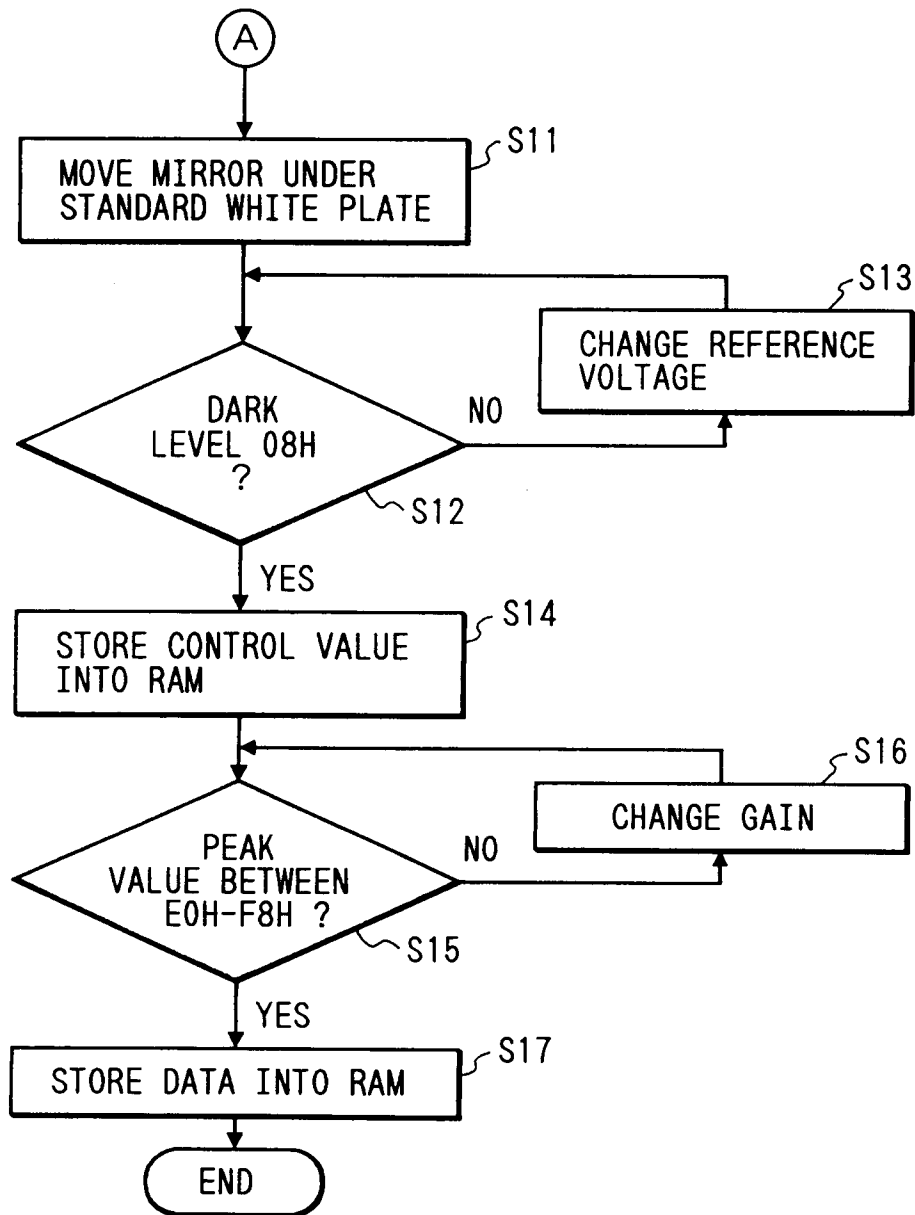 A
S11
MOVE MIRROR UNDER
STANDARD WHITE PLATE
S13
CHANGE REFERENCE
VOLTAGE
DARK
LEVEL 08H
?
NO
S12
YES
S14
STORE CONTROL VALUE
INTO RAM
S16
CHANGE GAIN
PEAK
VALUE BETWEEN
E0H-F8H ?
NO
S15
YES
S17
STORE DATA INTO RAM
END